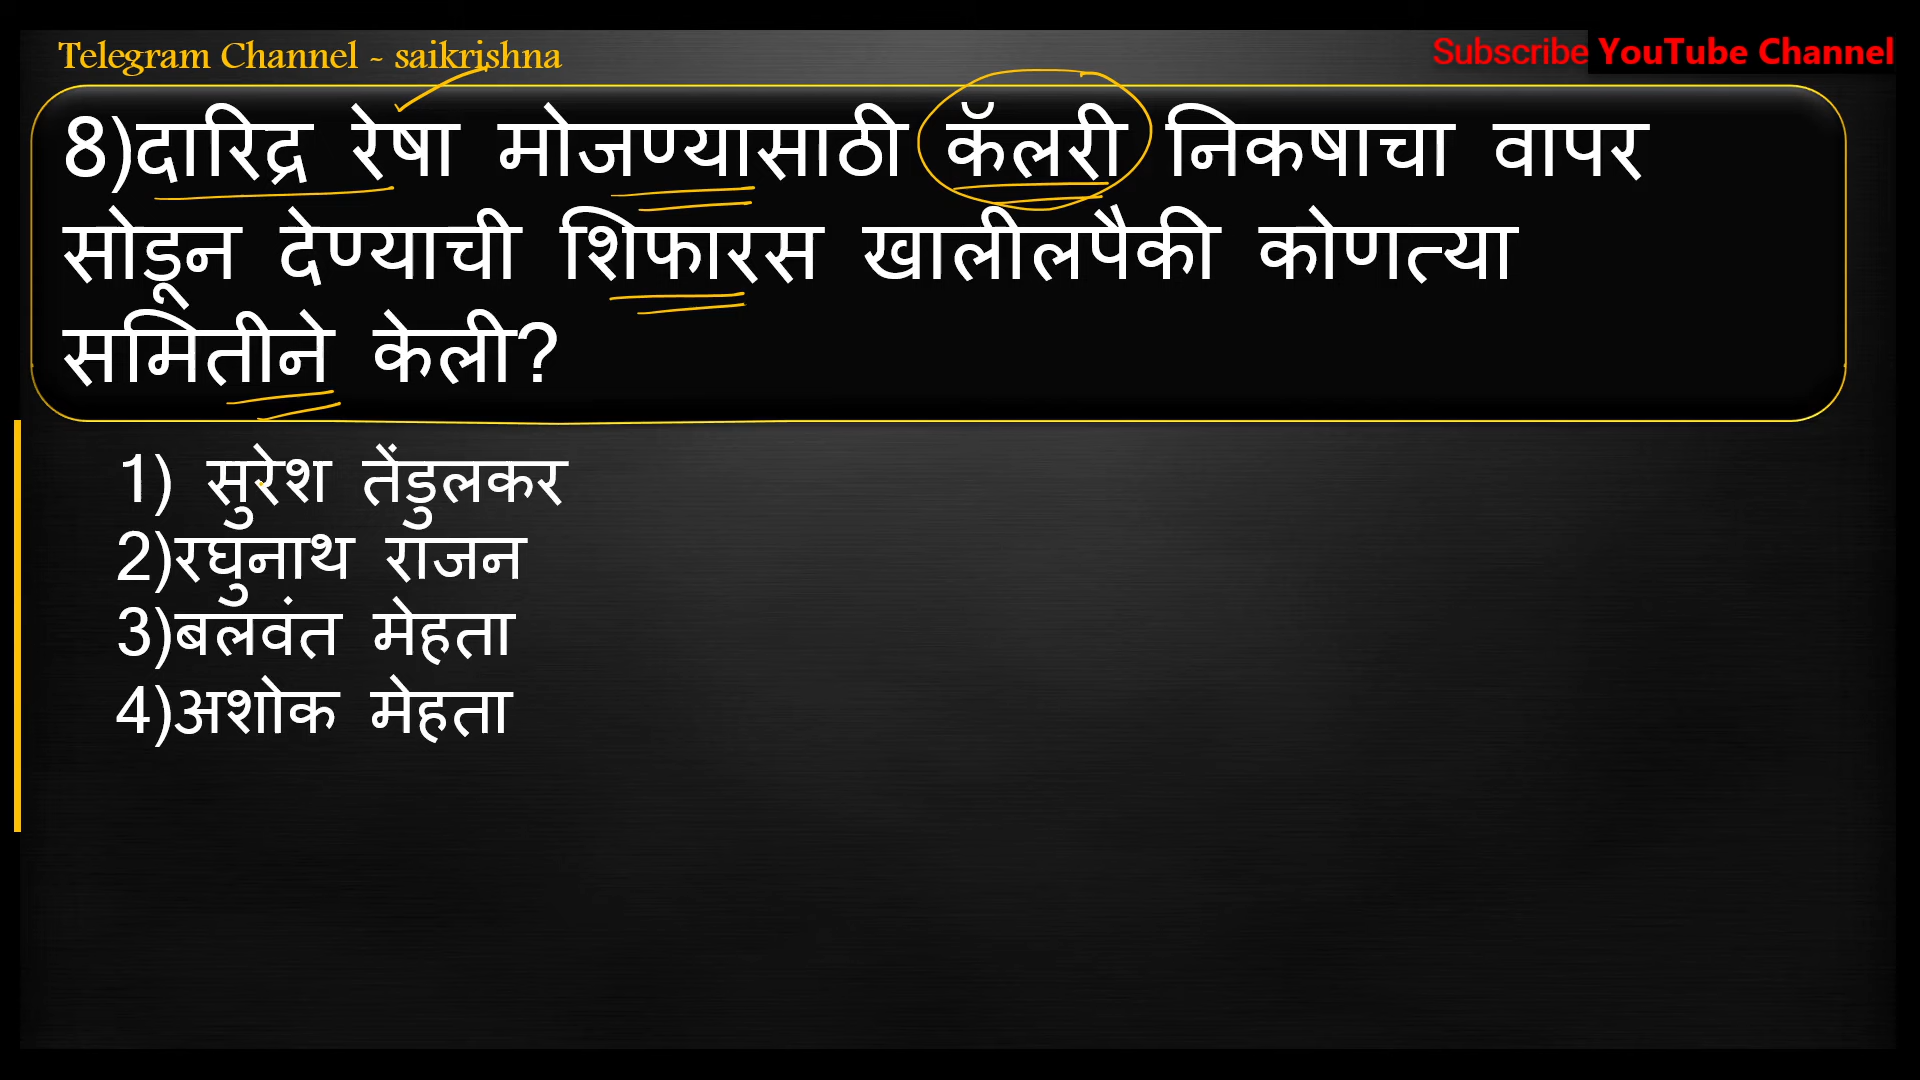 Telegram Channel - saikrishna
Subscribe YouTube Channel
8)दारिद्र रेषा मोजण्यासाठी कॅलरी निकषाचा वापर
सोडून देण्याची शिफारस खालीलपैकी कोणत्या
समितीने केली?
1) सुरेश तेंडुलकर
2)रघुनाथ राजन
3)बलवंत मेहता
4)अशोक मेहता